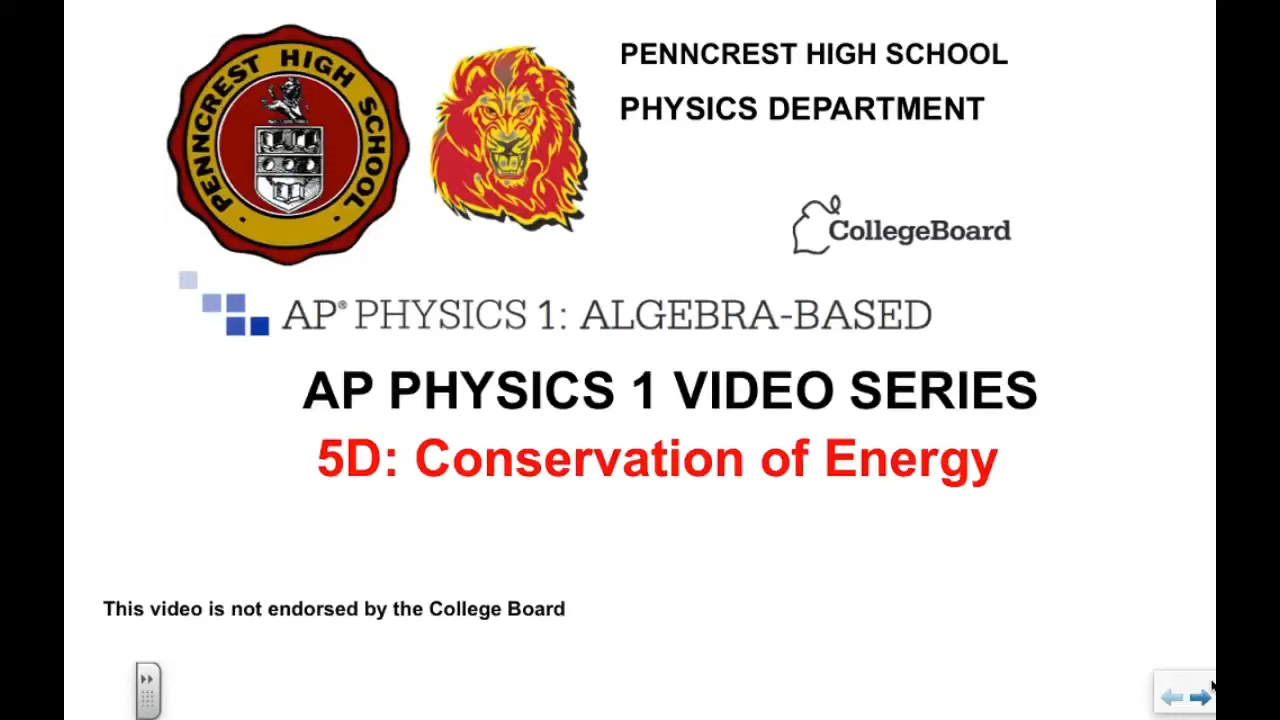 PENNCREST HIGH SCHOOL
PENNCREST HIGH SCHOOL
PHYSICS DEPARTMENT
CollegeBoard
AP® PHYSICS 1: ALGEBRA-BASED
AP PHYSICS 1 VIDEO SERIES
5D: Conservation of Energy
This video is not endorsed by the College Board